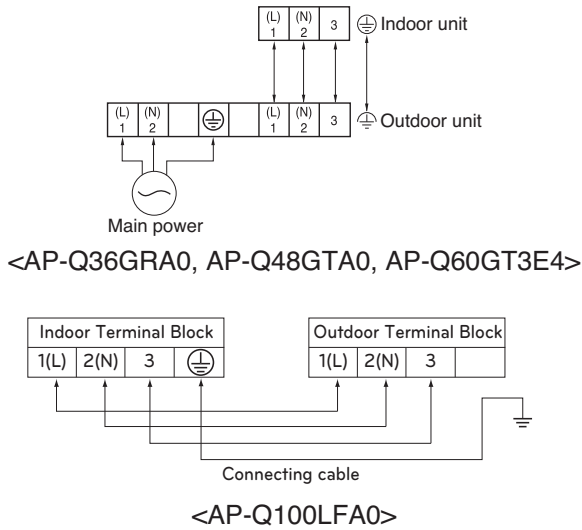 (L) 1 (N) 2 3 Indoor unit
(L) 1 (N) 2 (L) 1 (N) 2 3 Outdoor unit
Main power
<AP-Q36GRA0, AP-Q48GTA0, AP-Q60GT3E4>
Indoor Terminal Block Outdoor Terminal Block
1(L) 2(N) 3 1(L) 2(N) 3
Connecting cable
<AP-Q100LFA0>